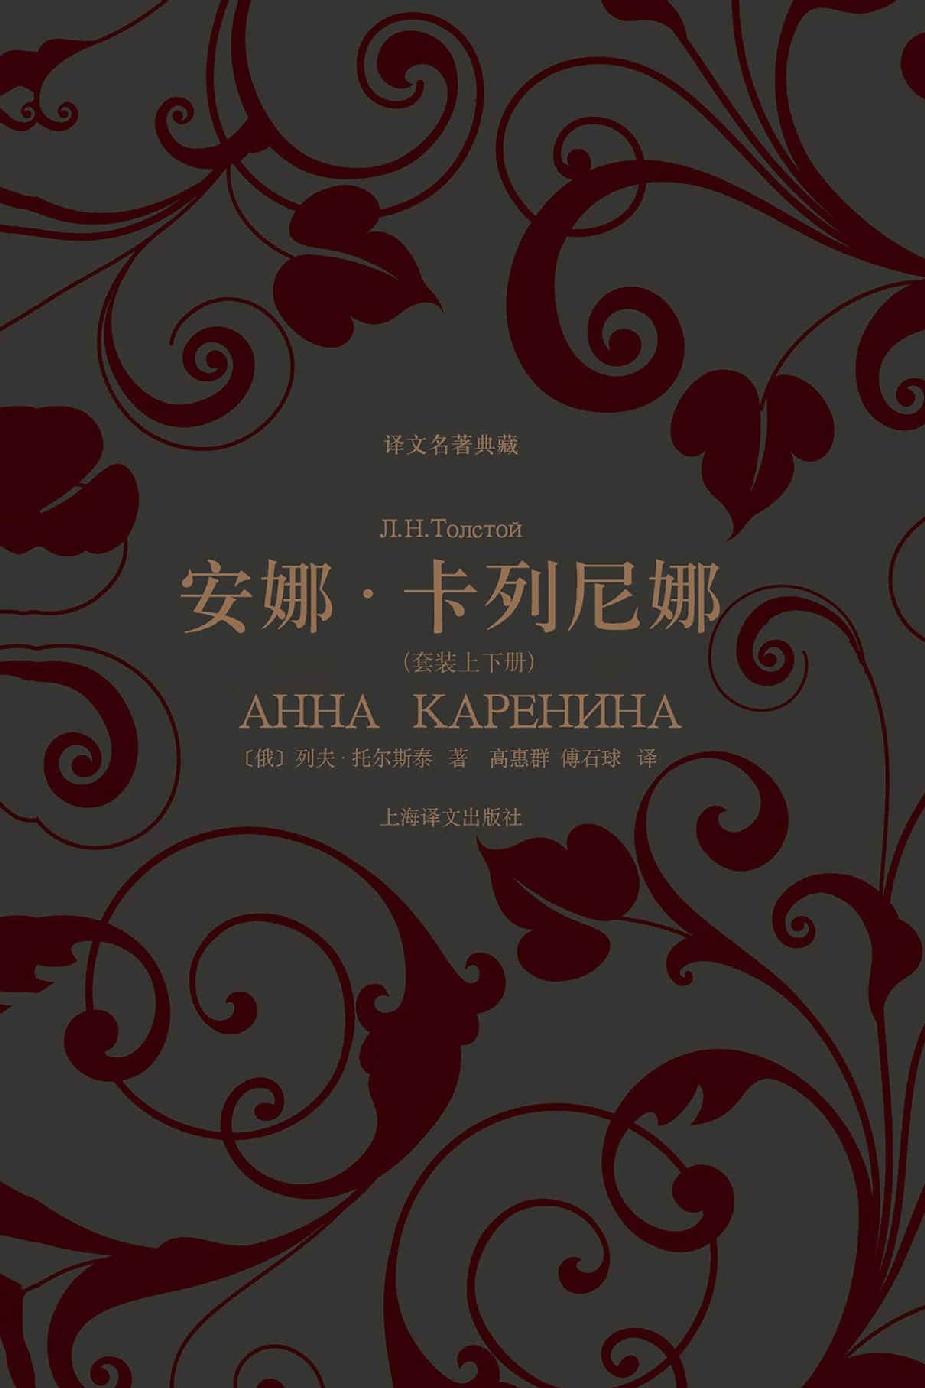 译文名著典藏
Л.Н.Толстой
安娜·卡列尼娜
（套装上下册）
АННА КАРЕНИНА
〔俄〕列夫·托尔斯泰 著 高惠群 傅石球 译
上海译文出版社